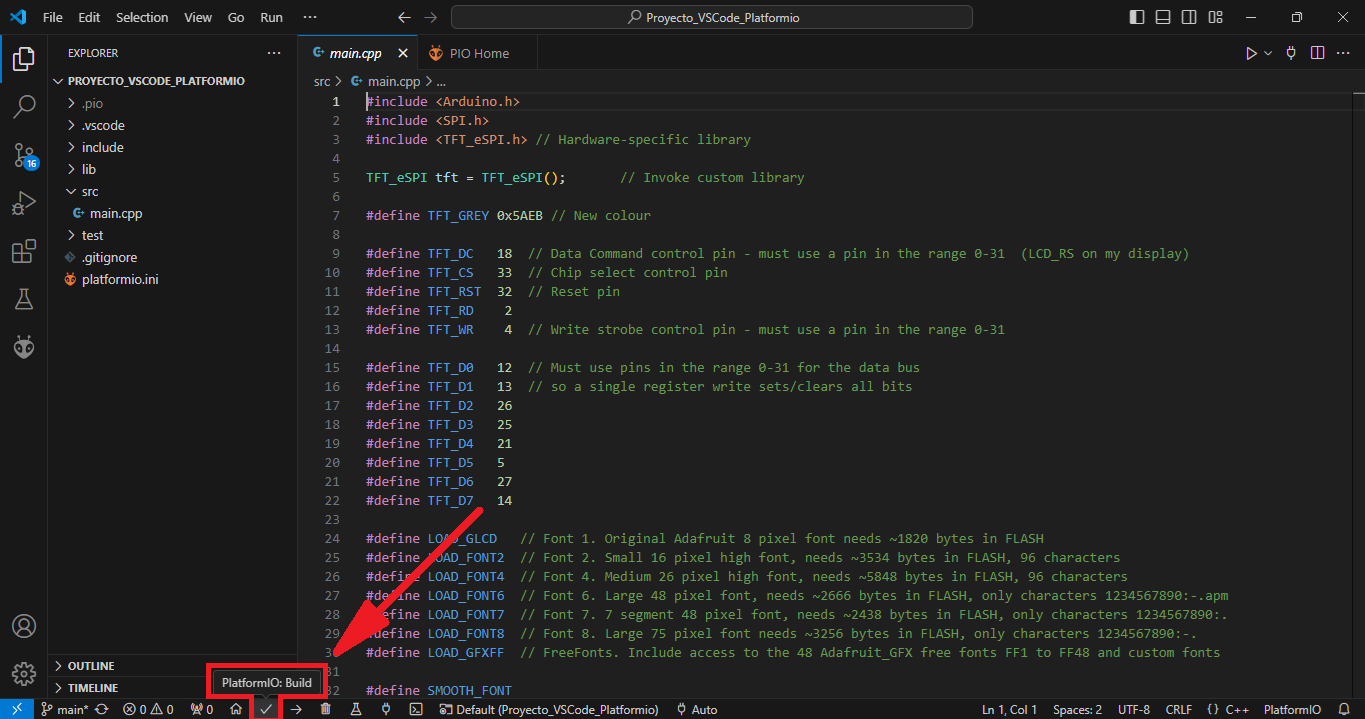 File Edit Selection View Go Run ···
Proyecto_VSCode_Platformio
EXPLORER
PROYECTO_VSCODE_PLATFORMIO
.pio
.vscode
include
lib
src
main.cpp
test
.gitignore
platformio.ini
16
OUTLINE
TIMELINE
main.cpp PIO Home
src > main.cpp > ...
1 #include <Arduino.h>
2 #include <SPI.h>
3 #include <TFT_eSPI.h> // Hardware-specific library
4
5 TFT_eSPI tft = TFT_eSPI(); // Invoke custom library
6
7 #define TFT_GREY 0x5AEB // New colour
8
9 #define TFT_DC 18 // Data Command control pin - must use a pin in the range 0-31 (LCD_RS on my display)
10 #define TFT_CS 33 // Chip select control pin
11 #define TFT_RST 32 // Reset pin
12 #define TFT_RD 2
13 #define TFT_WR 4 // Write strobe control pin - must use a pin in the range 0-31
14
15 #define TFT_D0 12 // Must use pins in the range 0-31 for the data bus
16 #define TFT_D1 13 // so a single register write sets/clears all bits
17 #define TFT_D2 26
18 #define TFT_D3 25
19 #define TFT_D4 21
20 #define TFT_D5 5
21 #define TFT_D6 27
22 #define TFT_D7 14
23
24 #define LOAD_GLCD // Font 1. Original Adafruit 8 pixel font needs ~1820 bytes in FLASH
25 #define LOAD_FONT2 // Font 2. Small 16 pixel high font, needs ~3534 bytes in FLASH, 96 characters
26 #define LOAD_FONT4 // Font 4. Medium 26 pixel high font, needs ~5848 bytes in FLASH, 96 characters
27 #define LOAD_FONT6 // Font 6. Large 48 pixel font, needs ~2666 bytes in FLASH, only characters 1234567890:-.apm
28 #define LOAD_FONT7 // Font 7. 7 segment 48 pixel font, needs ~2438 bytes in FLASH, only characters 1234567890:.
29 #define LOAD_FONT8 // Font 8. Large 75 pixel font needs ~3256 bytes in FLASH, only characters 1234567890:-.
30 #define LOAD_GFXFF // FreeFonts. Include access to the 48 Adafruit_GFX free fonts FF1 to FF48 and custom fonts
31
32 #define SMOOTH_FONT
PlatformIO: Build
main* 0 0 0 Default (Proyecto_VSCode_Platformio) Auto Ln 1, Col 1 Spaces: 2 UTF-8 CRLF {} C++ PlatformIO